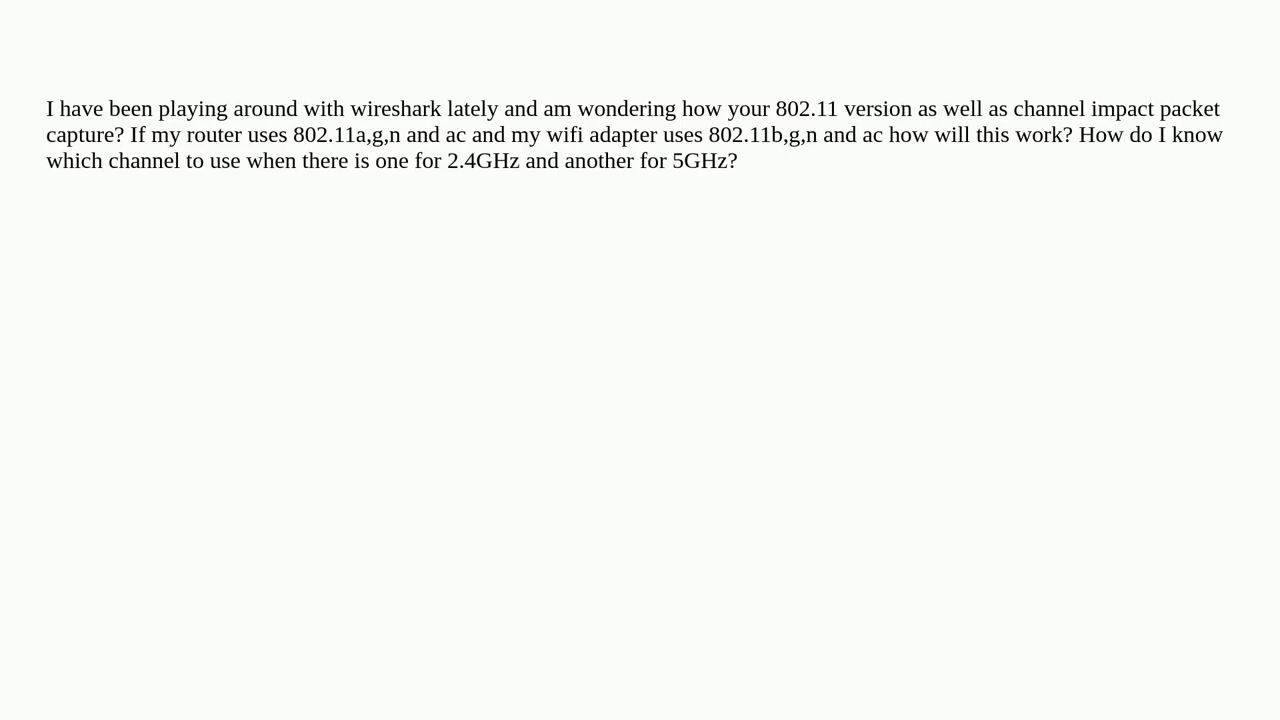 I have been playing around with wireshark lately and am wondering how your 802.11 version as well as channel impact packet
capture? If my router uses 802.11a,g,n and ac and my wifi adapter uses 802.11b,g,n and ac how will this work? How do I know
which channel to use when there is one for 2.4GHz and another for 5GHz?